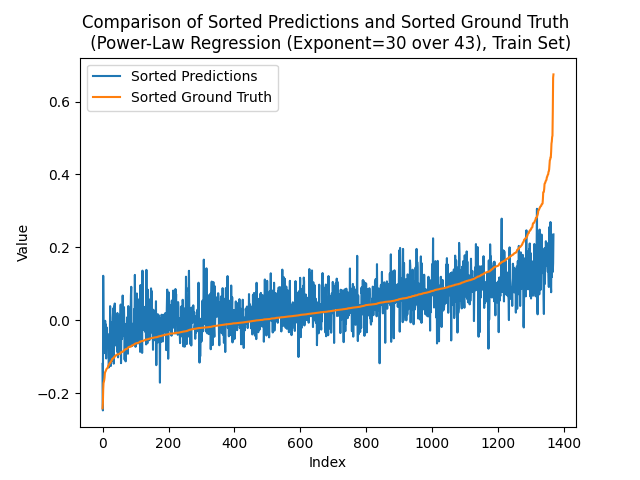 Comparison of Sorted Predictions and Sorted Ground Truth
(Power-Law Regression (Exponent=30 over 43), Train Set)
Sorted Predictions
Sorted Ground Truth
0.6
0.4
0.2
0.0
−0.2
Value
0 200 400 600 800 1000 1200 1400
Index